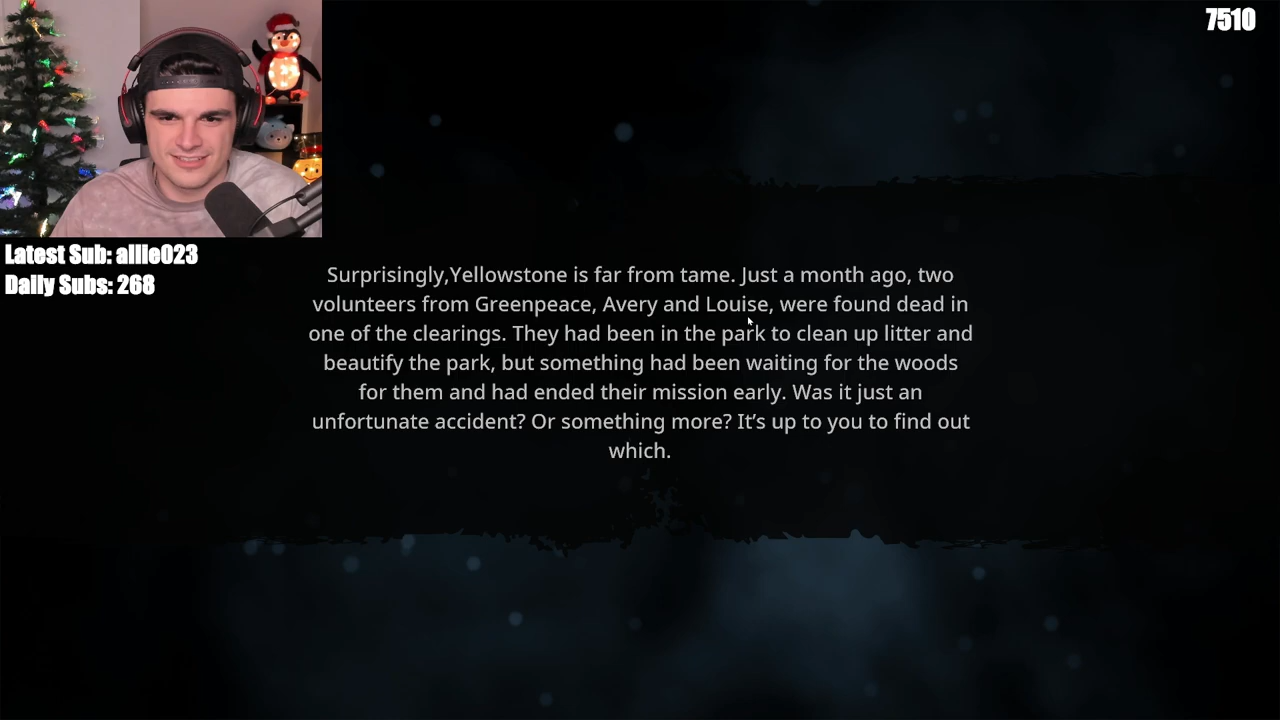 7510
Latest Sub: allie023
Daily Subs: 268
Surprisingly,Yellowstone is far from tame. Just a month ago, two
volunteers from Greenpeace, Avery and Louise, were found dead in
one of the clearings. They had been in the park to clean up litter and
beautify the park, but something had been waiting for the woods
for them and had ended their mission early. Was it just an
unfortunate accident? Or something more? It’s up to you to find out
which.